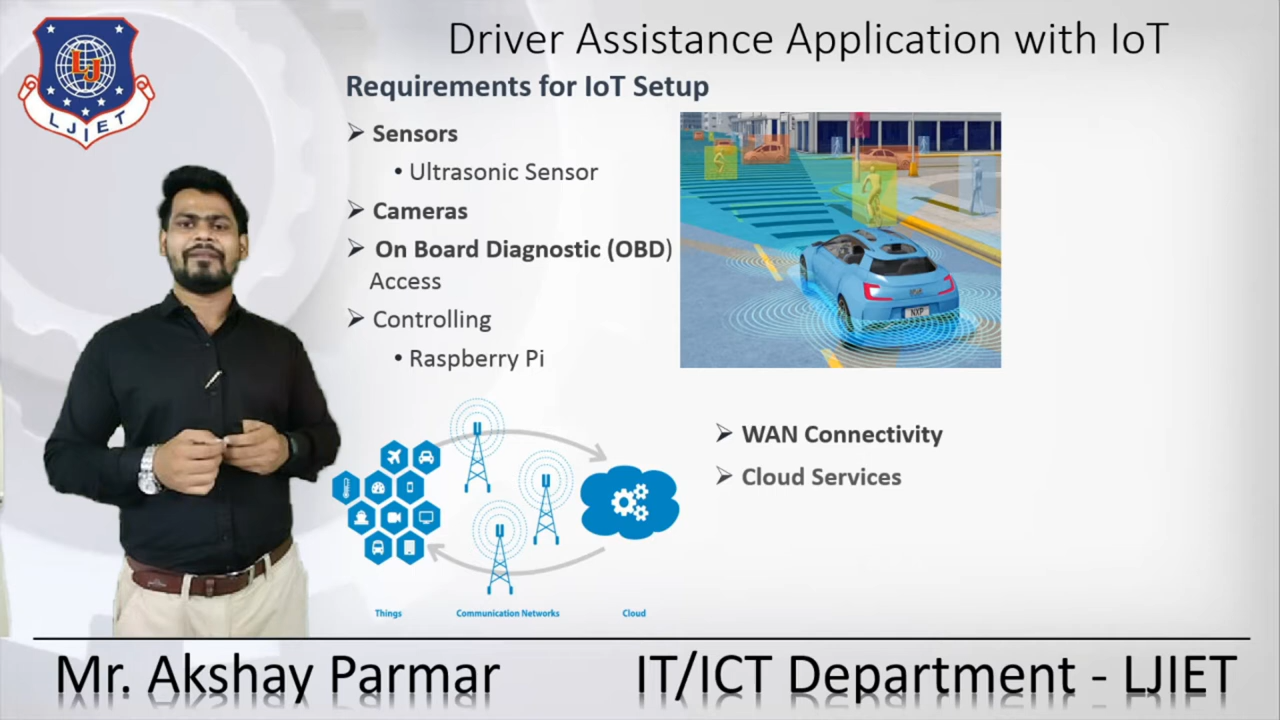 LJIET
Driver Assistance Application with IoT
Requirements for IoT Setup
➢ Sensors
• Ultrasonic Sensor
➢ Cameras
➢ On Board Diagnostic (OBD)
Access
➢ Controlling
• Raspberry Pi
NXP
➢ WAN Connectivity
➢ Cloud Services
Things
Communication Networks
Cloud
Mr. Akshay Parmar
IT/ICT Department - LJIET